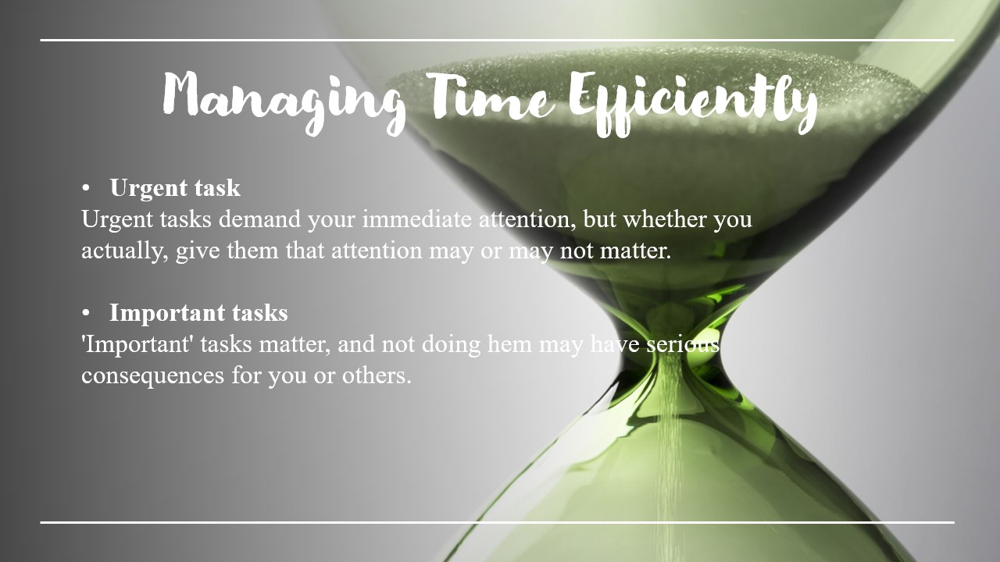 Managing Time Efficiently
• Urgent task
Urgent tasks demand your immediate attention, but whether you
actually, give them that attention may or may not matter.
• Important tasks
'Important' tasks matter, and not doing hem may have serious
consequences for you or others.